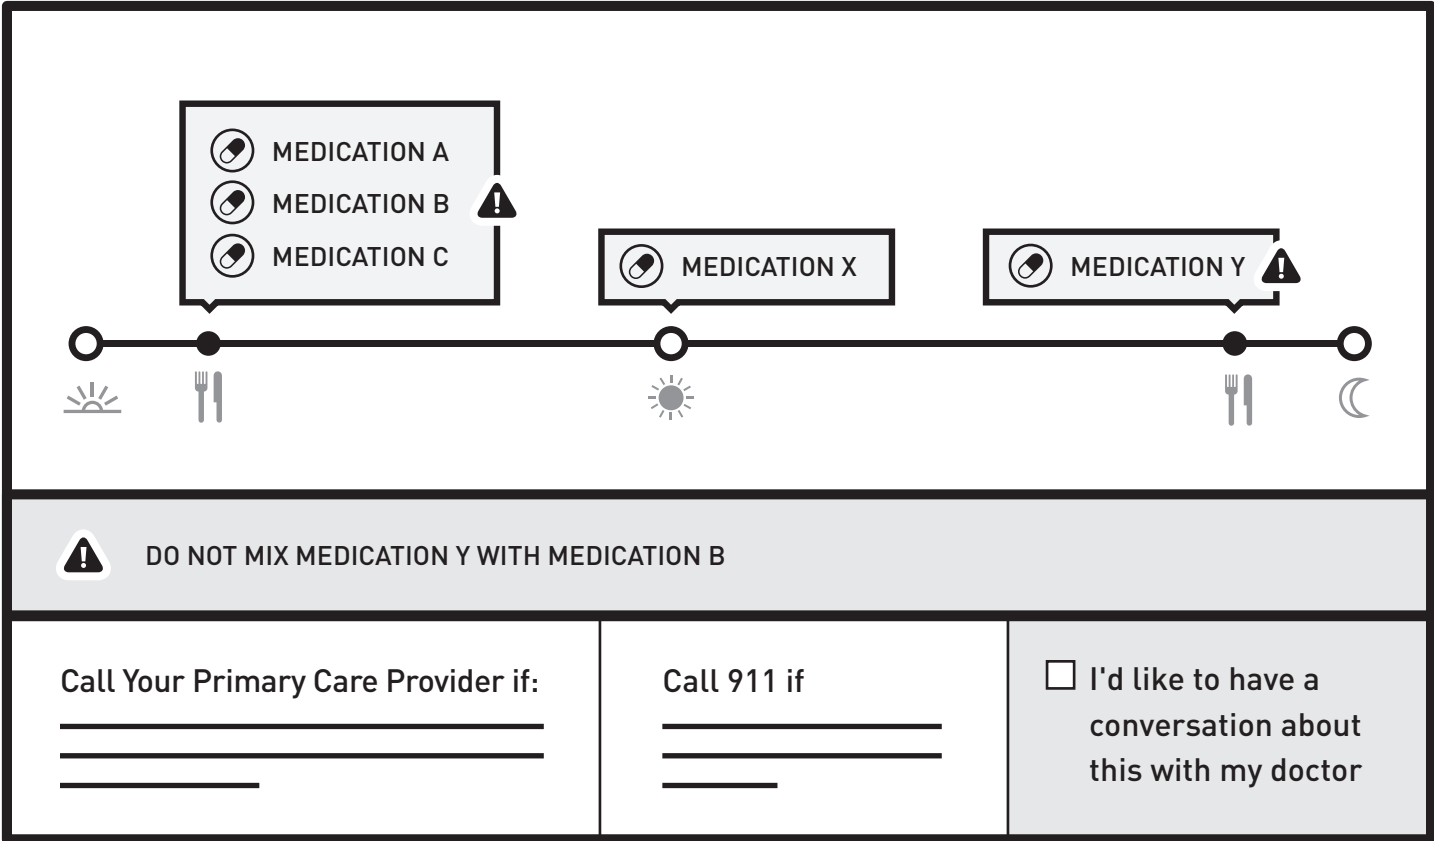 MEDICATION A
MEDICATION B
MEDICATION C
MEDICATION X
MEDICATION Y
DO NOT MIX MEDICATION Y WITH MEDICATION B
Call Your Primary Care Provider if:
Call 911 if
I'd like to have a
conversation about
this with my doctor